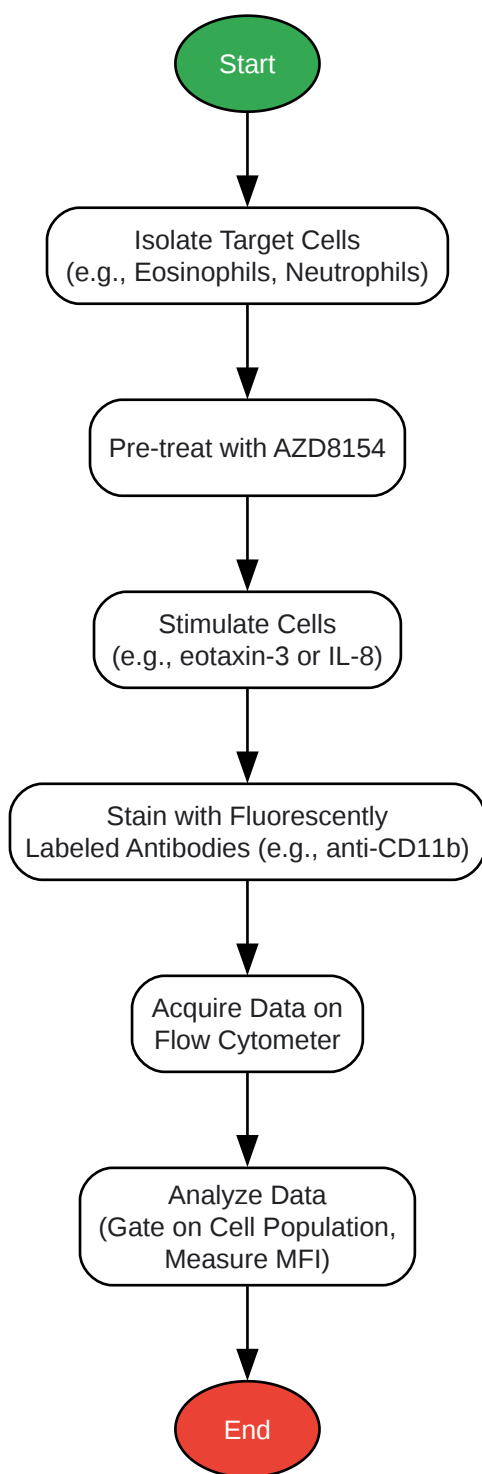 Start
Isolate Target Cells
(e.g., Eosinophils, Neutrophils)
Pre-treat with AZD8154
Stimulate Cells
(e.g., eotaxin-3 or IL-8)
Stain with Fluorescently
Labeled Antibodies (e.g., anti-CD11b)
Acquire Data on
Flow Cytometer
Analyze Data
(Gate on Cell Population,
Measure MFI)
End